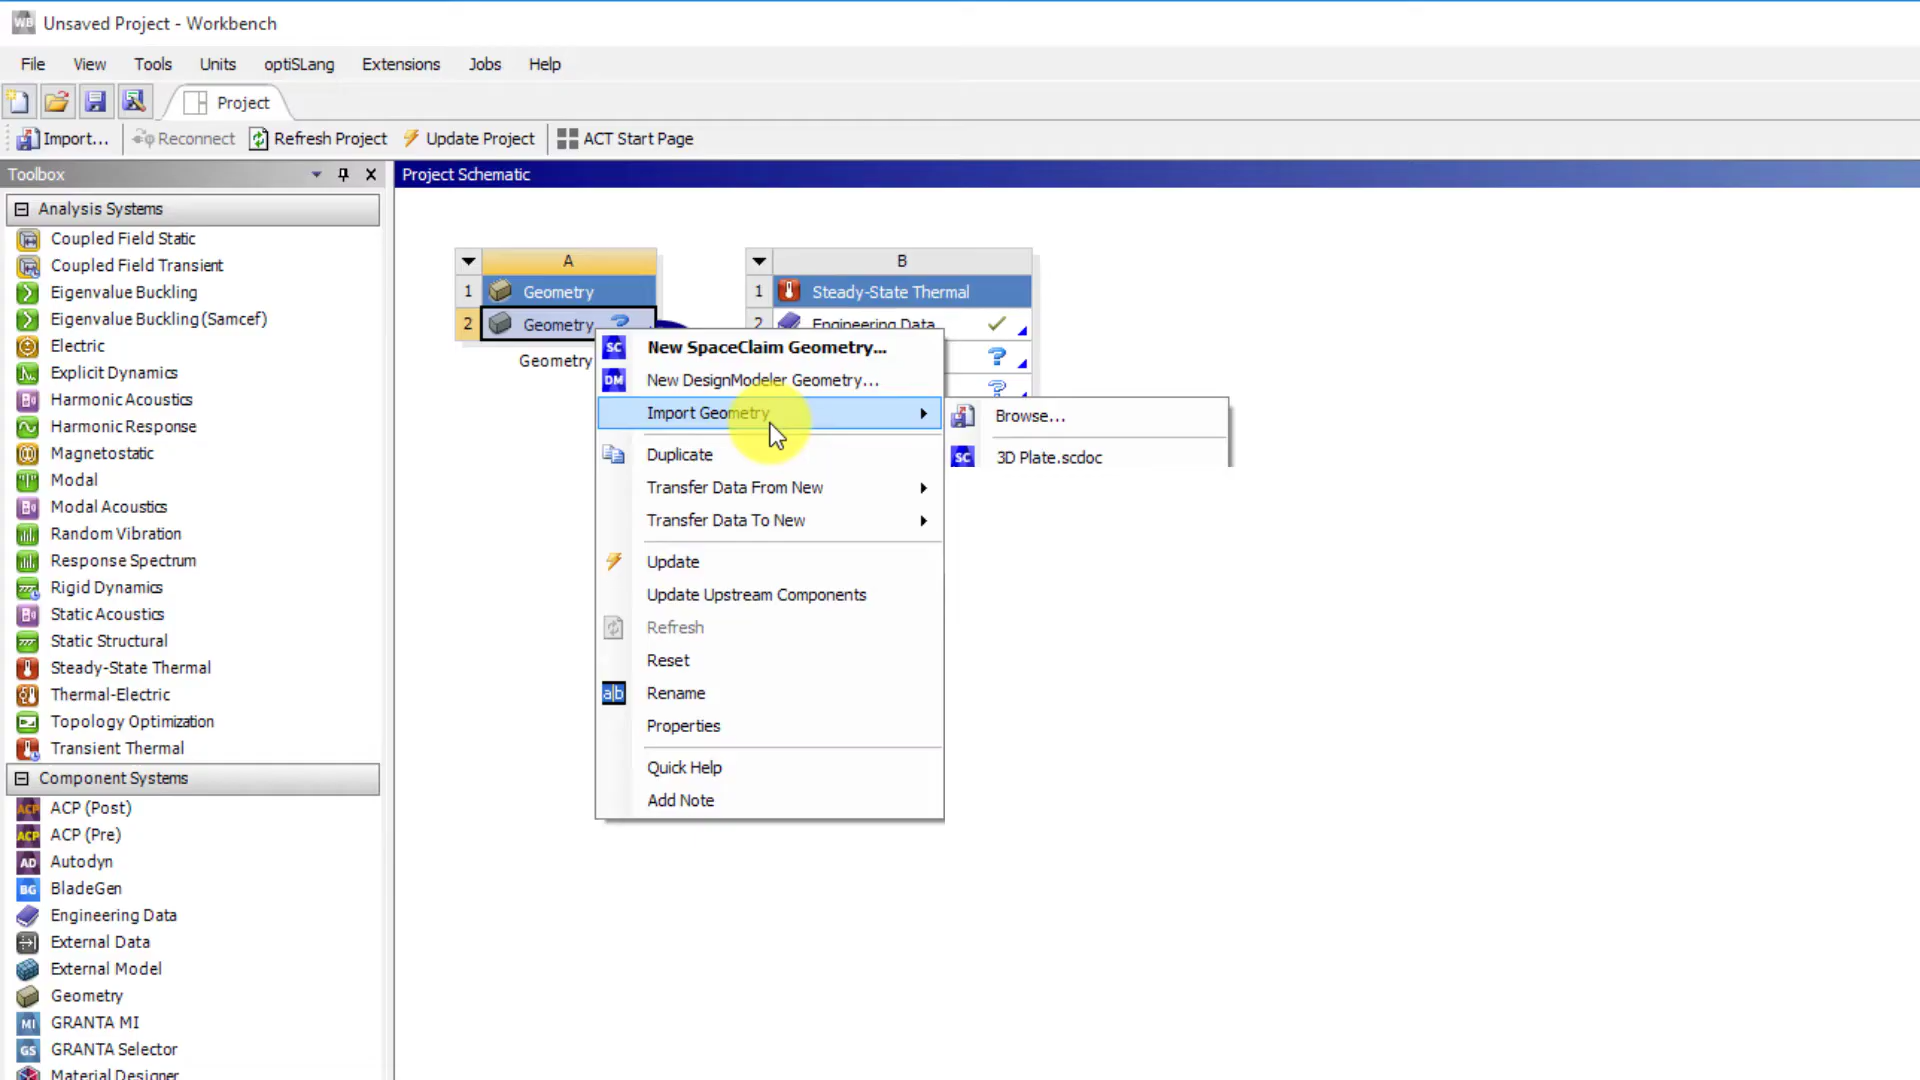 Unsaved Project - Workbench
File View Tools Units optiSLang Extensions Jobs Help
Project
Import... Reconnect Refresh Project Update Project ACT Start Page
Toolbox
Analysis Systems
Coupled Field Static
Coupled Field Transient
Eigenvalue Buckling
Eigenvalue Buckling (Samcef)
Electric
Explicit Dynamics
Harmonic Acoustics
Harmonic Response
Magnetostatic
Modal
Modal Acoustics
Random Vibration
Response Spectrum
Rigid Dynamics
Static Acoustics
Static Structural
Steady-State Thermal
Thermal-Electric
Topology Optimization
Transient Thermal
Component Systems
ACP (Post)
ACP (Pre)
Autodyn
BladeGen
Engineering Data
External Data
External Model
Geometry
GRANTA MI
GRANTA Selector
Material Designer
Project Schematic
A
1 Geometry
2 Geometry
Geometry
B
1 Steady-State Thermal
2 Engineering Data
New SpaceClaim Geometry...
New DesignModeler Geometry...
Import Geometry
Duplicate
Transfer Data From New
Transfer Data To New
Update
Update Upstream Components
Refresh
Reset
Rename
Properties
Quick Help
Add Note
Browse...
3D Plate.scdoc